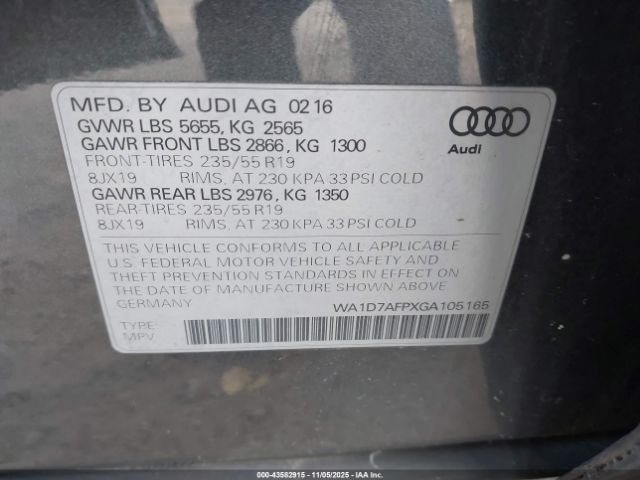 MFD. BY AUDI AG 02 16
GVWR LBS 5655, KG 2565
GAWR FRONT LBS 2866, KG 1300
FRONT-TIRES 235/55 R19
8JX19 RIMS, AT 230 KPA 33 PSI COLD
GAWR REAR LBS 2976, KG 1350
REAR-TIRES 235/55 R19
8JX19 RIMS, AT 230 KPA 33 PSI COLD
Audi
THIS VEHICLE CONFORMS TO ALL APPLICABLE
U.S. FEDERAL MOTOR VEHICLE SAFETY AND
THEFT PREVENTION STANDARDS IN EFFECT ON
THE DATE OF MANUFACTURE SHOWN ABOVE.
GERMANY WA1D7AFPXGA105165
TYPE:
MPV
000-43582915 - 11/05/2025 - IAAI.COM